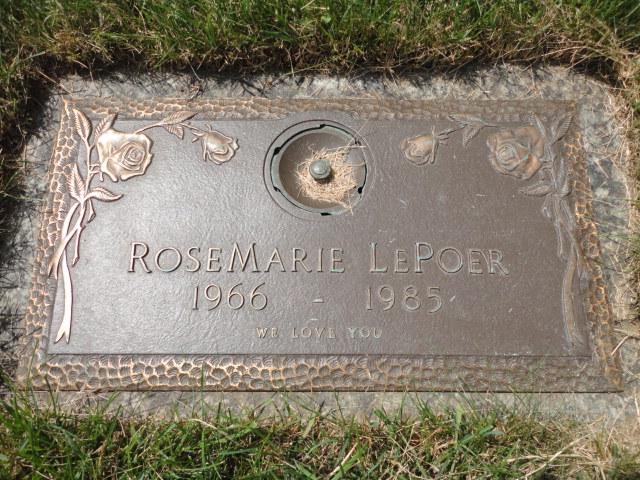 RoseMarie LePoer
1966 - 1985
WE LOVE YOU